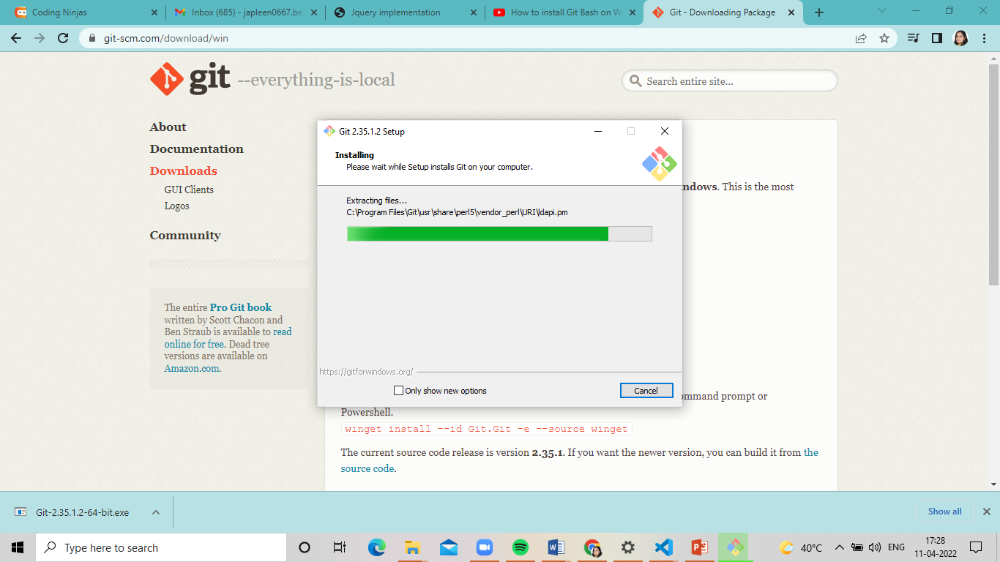 Coding Ninjas
Inbox (685) - japleen0667.be.
Jquery implementation
How to install Git Bash on Wi
Git - Downloading Package
git-scm.com/download/win
git --everything-is-local
Search entire site...
About
Documentation
Downloads
GUI Clients
Logos
Community
The entire Pro Git book
written by Scott Chacon and
Ben Straub is available to read
online for free. Dead tree
versions are available on
Amazon.com.
Git 2.35.1.2 Setup
Installing
Please wait while Setup installs Git on your computer.
Extracting files...
C:\Program Files\Git\usr\share\perl5\vendor_perl\URI\ldapi.pm
https://gitforwindows.org/
Only show new options
Cancel
ndows. This is the most
ommand prompt or
Powershell.
winget install --id Git.Git -e --source winget
The current source code release is version 2.35.1. If you want the newer version, you can build it from the
source code.
Git-2.35.1.2-64-bit.exe
Show all
Type here to search
40°C
ENG
17:28
11-04-2022